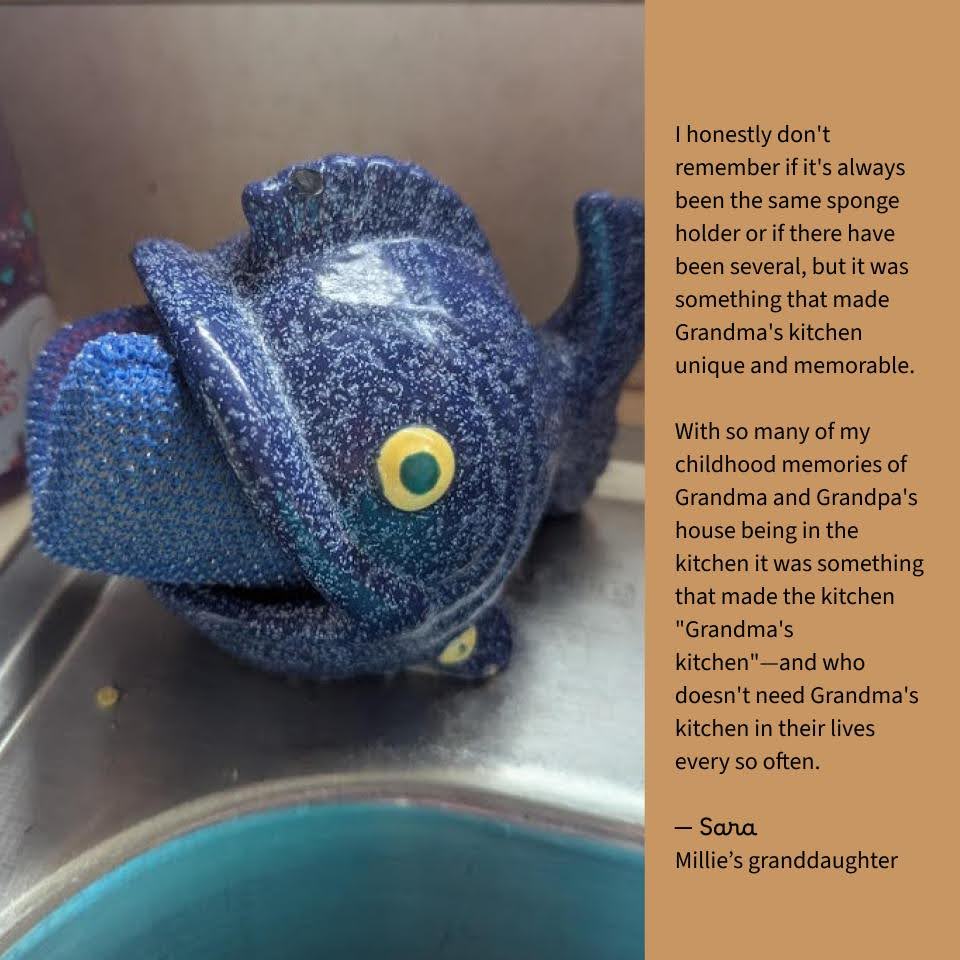 I honestly don't
remember if it's always
been the same sponge
holder or if there have
been several, but it was
something that made
Grandma's kitchen
unique and memorable.
With so many of my
childhood memories of
Grandma and Grandpa's
house being in the
kitchen it was something
that made the kitchen
"Grandma's
kitchen"—and who
doesn't need Grandma's
kitchen in their lives
every so often.
— Sara
Millie’s granddaughter